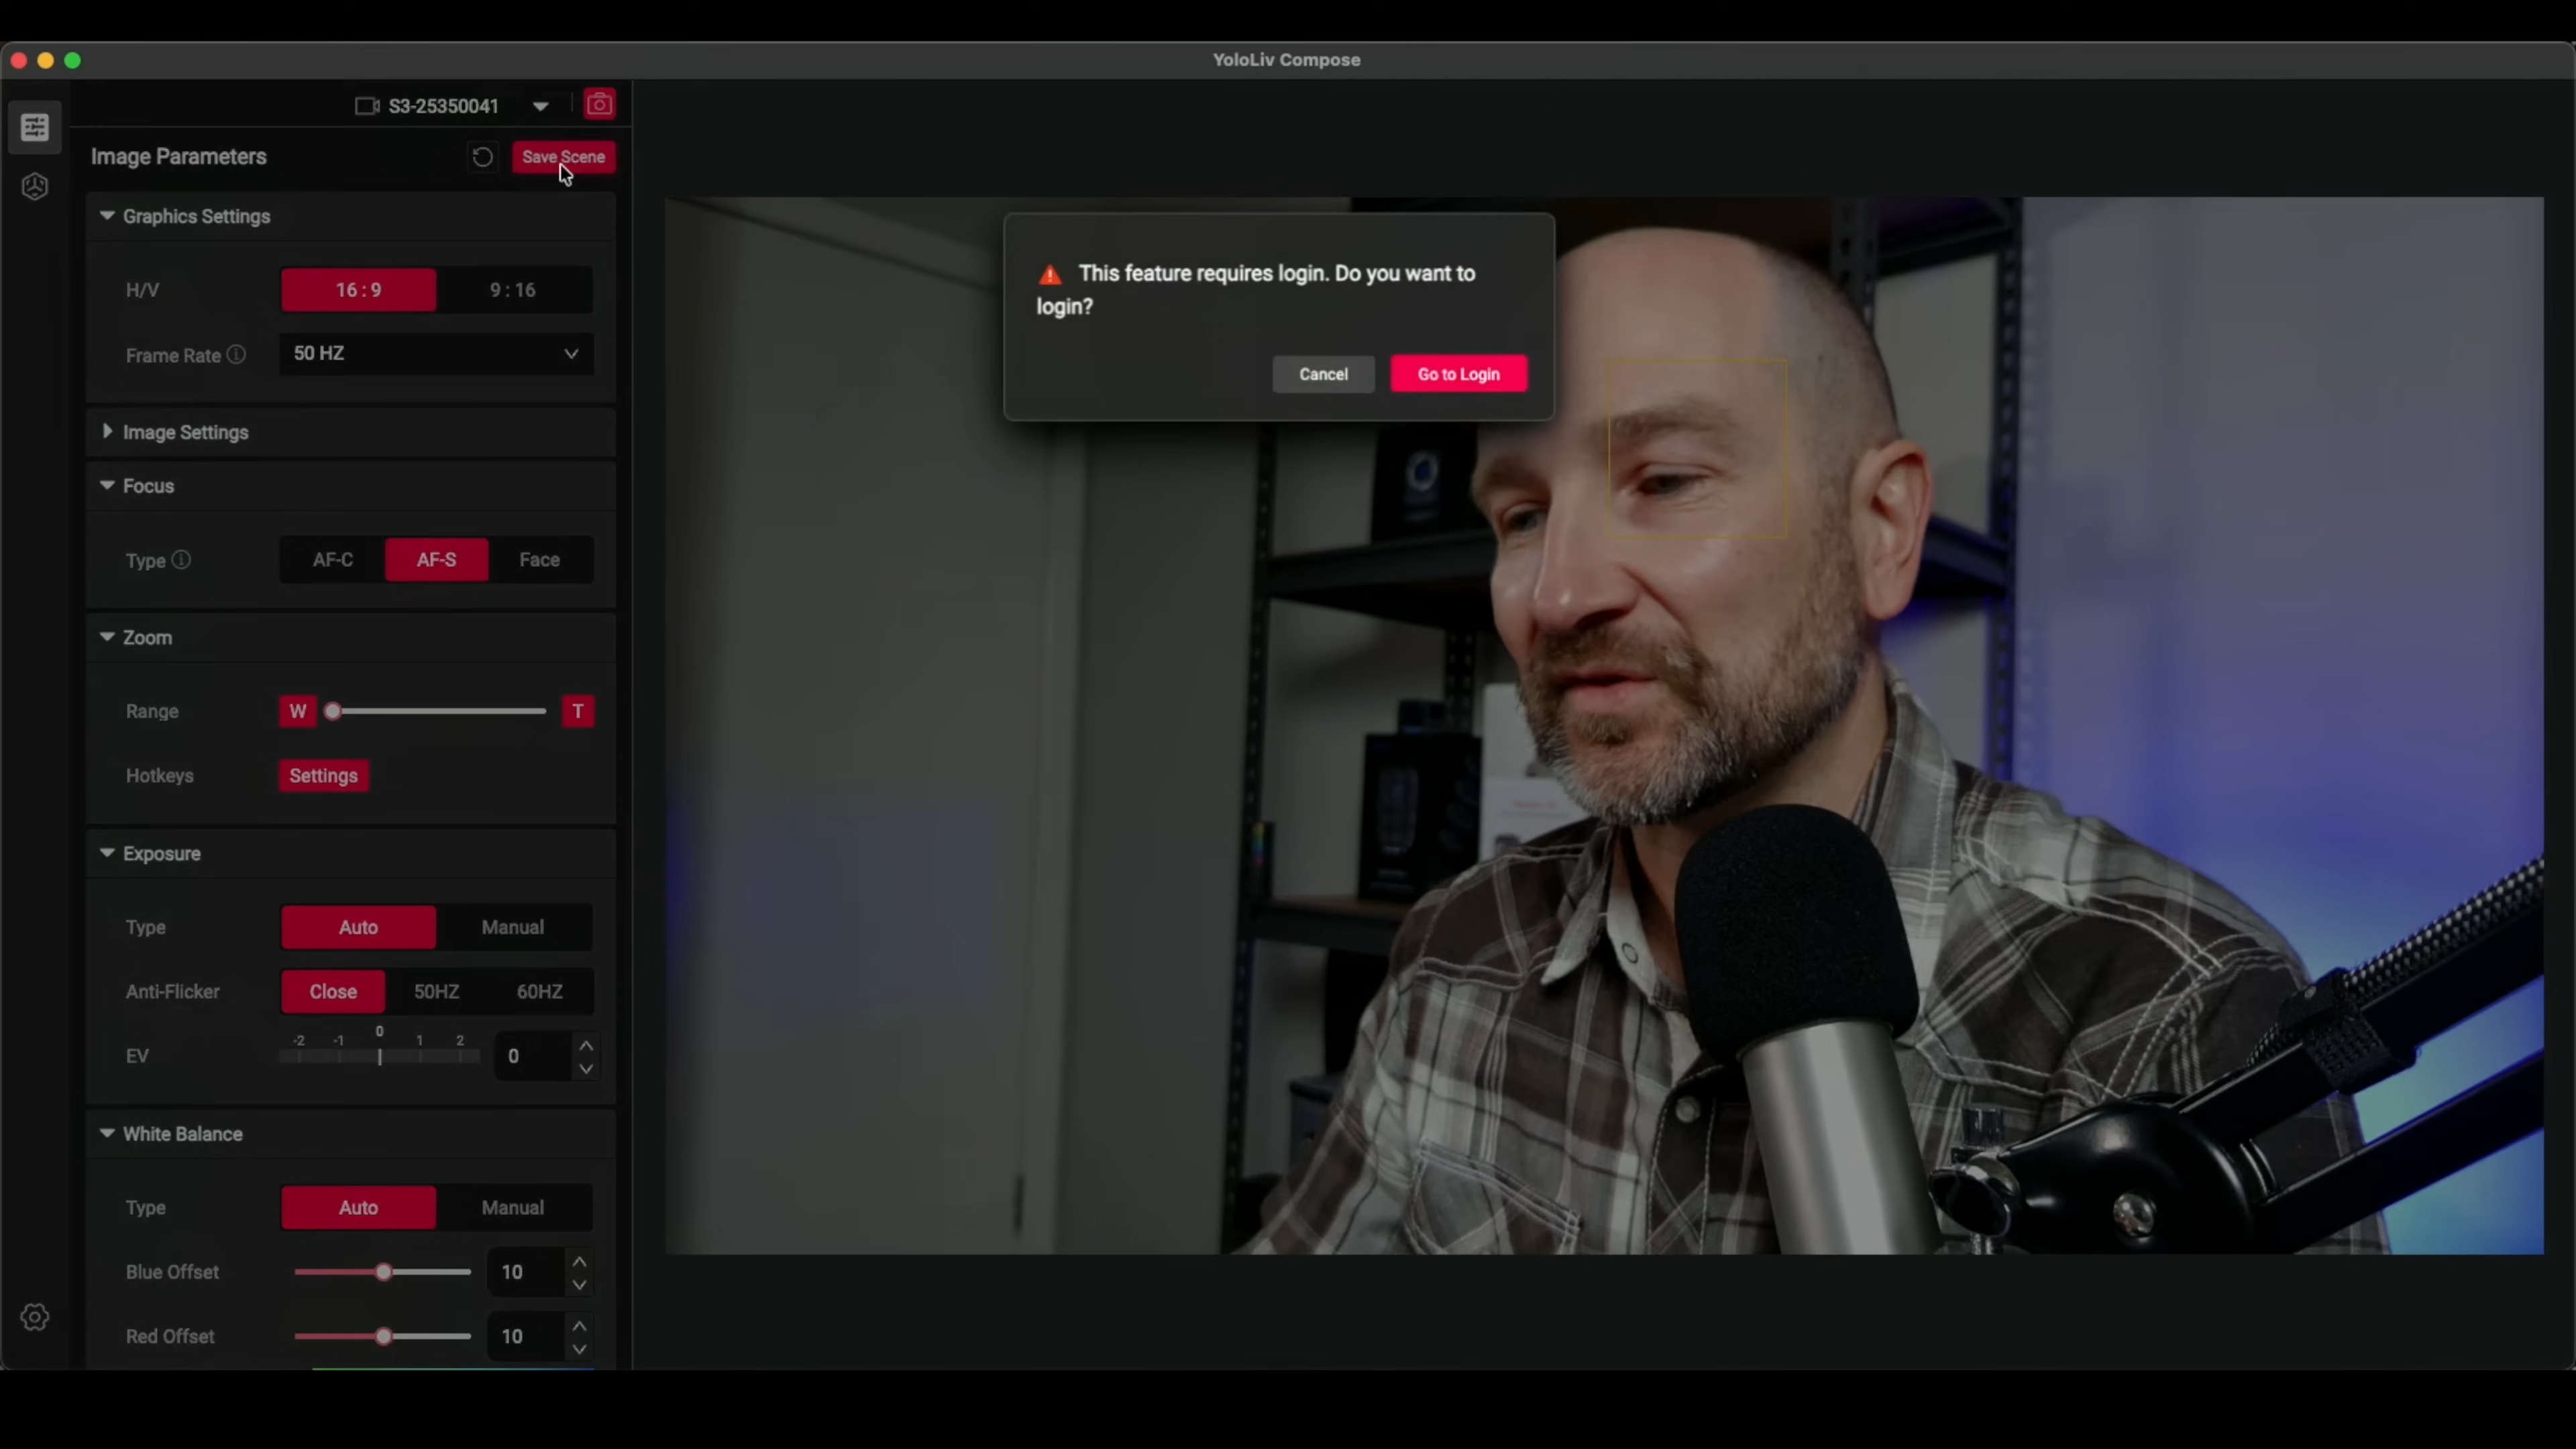 YoloLiv Compose
S3-25350041
Image Parameters
Save Scene
Graphics Settings
H/V
16 : 9
9 : 16
Frame Rate
50 HZ
Image Settings
Focus
Type
AF-C
AF-S
Face
Zoom
Range
W
T
Hotkeys
Settings
Exposure
Type
Auto
Manual
Anti-Flicker
Close
50HZ
60HZ
EV
-2
-1
0
1
2
0
White Balance
Type
Auto
Manual
Blue Offset
10
Red Offset
10
This feature requires login. Do you want to
login?
Cancel
Go to Login